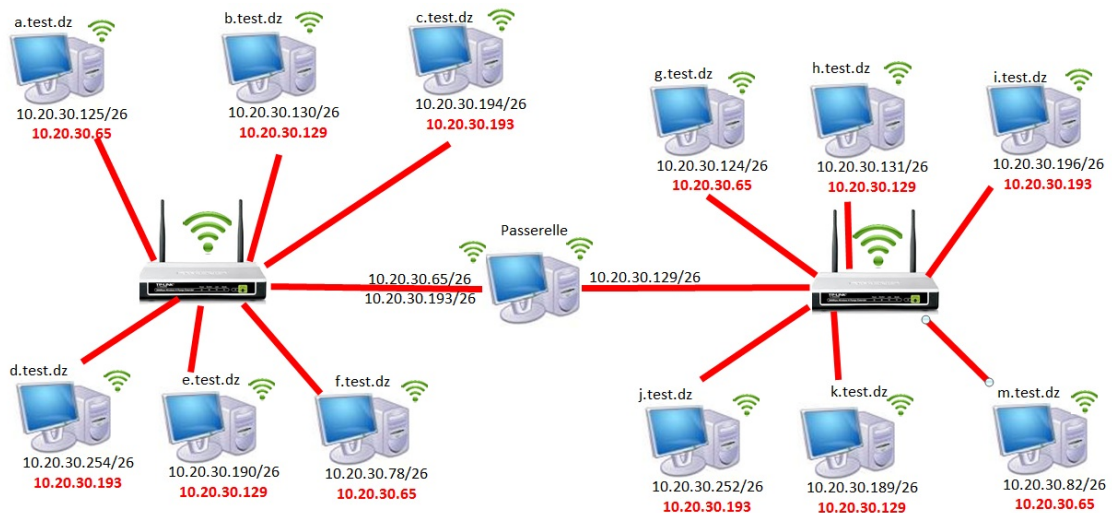 a.test.dz
10.20.30.125/26
10.20.30.65
b.test.dz
10.20.30.130/26
10.20.30.129
c.test.dz
10.20.30.194/26
10.20.30.193
g.test.dz
10.20.30.124/26
10.20.30.65
h.test.dz
10.20.30.131/26
10.20.30.129
i.test.dz
10.20.30.196/26
10.20.30.193
Passerelle
10.20.30.65/26
10.20.30.193/26
10.20.30.129/26
TP-LINK
TP-LINK
d.test.dz
10.20.30.254/26
10.20.30.193
e.test.dz
10.20.30.190/26
10.20.30.129
f.test.dz
10.20.30.78/26
10.20.30.65
j.test.dz
10.20.30.252/26
10.20.30.193
k.test.dz
10.20.30.189/26
10.20.30.129
m.test.dz
10.20.30.82/26
10.20.30.65